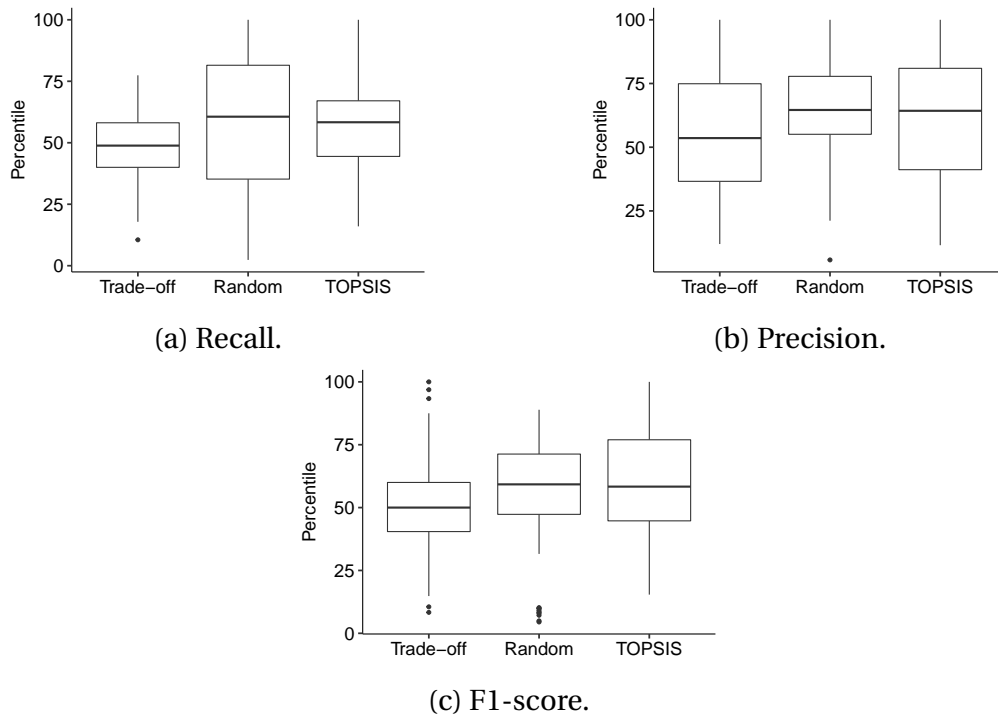 100
75
50
25
0
Percentile
Trade−off Random TOPSIS
(a) Recall.
100
75
50
25
Percentile
Trade−off Random TOPSIS
(b) Precision.
100
75
50
25
0
Percentile
Trade−off Random TOPSIS
(c) F1-score.